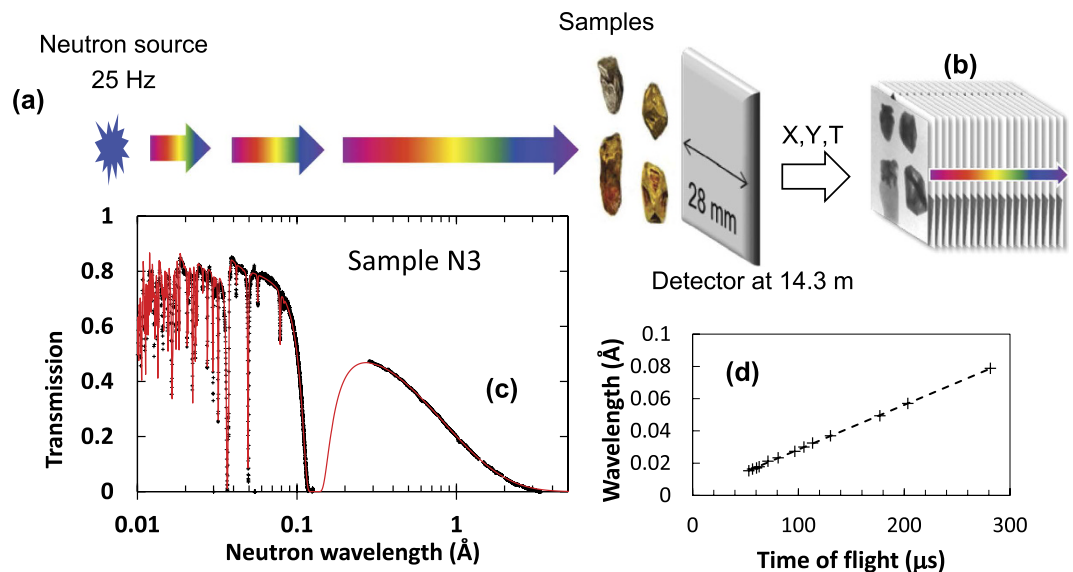 Samples
Neutron source
25 Hz
(a)
(b)
X,Y,T
28 mm
Detector at 14.3 m
Sample N3
(c)
Transmission
1
0.8
0.6
0.4
0.2
0
0.01
0.1
1
Neutron wavelength (Å)
(d)
Wavelength (Å)
0.1
0.08
0.06
0.04
0.02
0
0
100
200
300
Time of flight (µs)